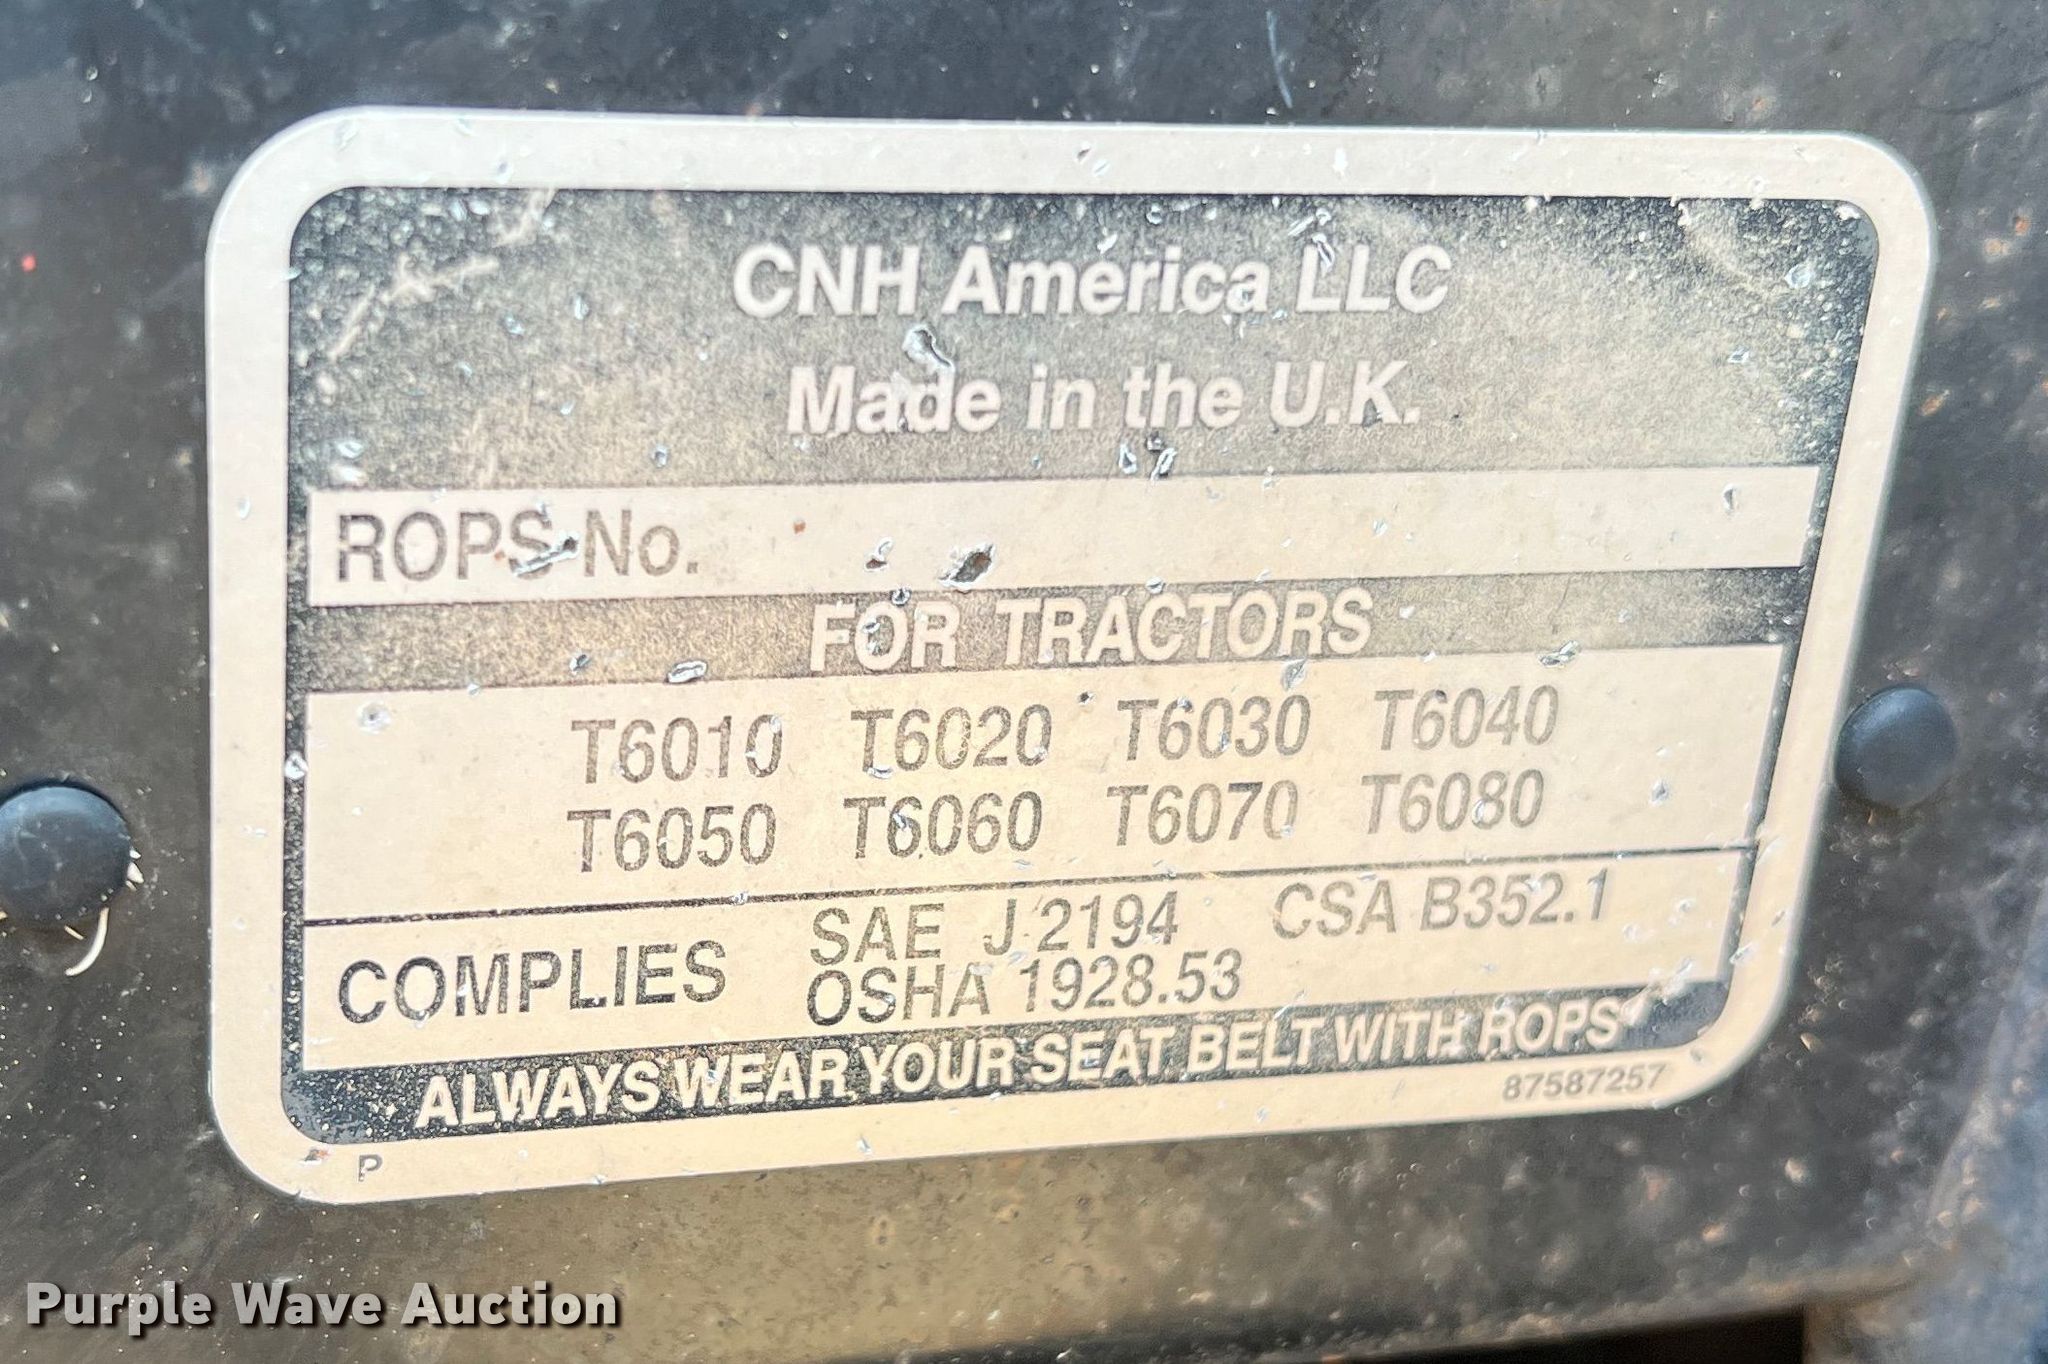 CNH America LLC
Made in the U.K.
ROPS No.
FOR TRACTORS
T6010 T6020 T6030 T6040
T6050 T6060 T6070 T6080
COMPLIES SAE J 2194 CSA B352.1
OSHA 1928.53
ALWAYS WEAR YOUR SEAT BELT WITH ROPS
87587257
P
Purple Wave Auction